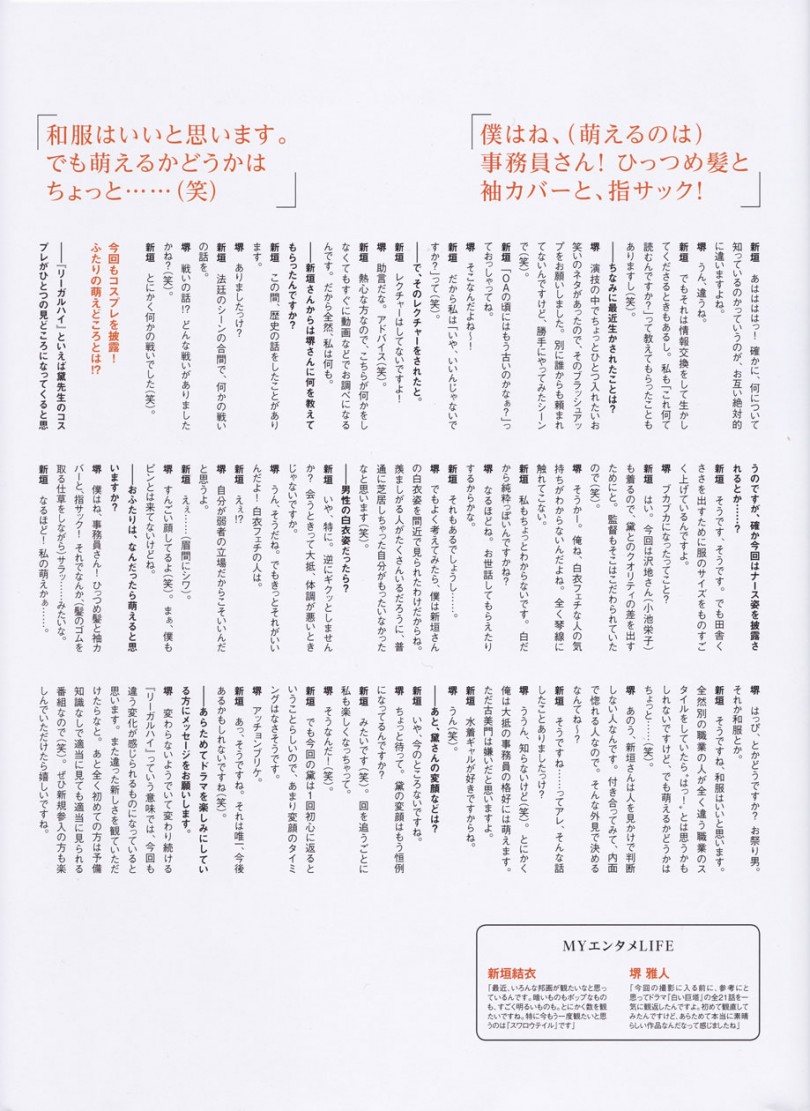 「僕はね、（萌えるのは）
事務員さん！ ひっつめ髪と
袖カバーと、指サック！」
「和服はいいと思います。
でも萌えるかどうかは
ちょっと……（笑）」
新垣　あはははは！ 確かに、何について
知っているのかっていうのが、お互い絶対的
に違いますよね。
堺　うん、違うね。
新垣　でもそれは情報交換をして生かし
てくださるときもあるし。私も「これ何て
読むんですか？」って教えてもらったことも
ありますし（笑）。
――ちなみに最近生かされたことは？
堺　演技の中でちょっとひとつ入れたいお
笑いのネタがあったので、そのブラッシュアッ
プをお願いしました。別に誰からも頼まれ
てないんですけど、勝手にやってみたシーン
で（笑）。
新垣　「OAの頃にはもう古いのかなぁ？」っ
ておっしゃってね。
堺　そこなんだよね～！
新垣　だから私は「いや、いいんじゃないで
すか？」って（笑）。
――で、そのレクチャーをされたと。
新垣　レクチャーはしてないですよ！
堺　助言だな。アドバイス（笑）。
新垣　熱心な方なので、こちらが何かをし
なくてもすぐに動画などでお調べになる
んです。だから全然、私は何も。
――新垣さんからは堺さんに何を教えて
もらったんですか？
新垣　この間、歴史の話をしたことがあり
ます。
堺　ありましたっけ？
新垣　法廷のシーンの合間で、何かの戦い
の話を。
堺　戦いの話!? どんな戦いがありました
かね？（笑）。
新垣　とにかく何かの戦いでした（笑）。
今回もコスプレを披露！
ふたりの萌えどころとは!?
――『リーガルハイ』といえば黛先生のコス
プレがひとつの見どころになってくると思
うのですが、確か今回はナース姿を披露さ
れるとか……？
新垣　そうです、そうです。でも田舎く
ささを出すために服のサイズをものすご
く上げているんですよ。
堺　ブカブカになったってこと？
新垣　はい。今回は沢地さん（小池栄子）
も着るので、黛とのクオリティの差を出す
ためにと。監督もそこはこだわられていた
ので（笑）。
堺　そうかー。俺ね、白衣フェチな人の気
持ちがわからないんだよね。全く琴線に
触れてこない。
新垣　私もちょっとわからないです。白だ
から純粋っぽいんですかね？
堺　なるほどね。お世話してもらえたり
するからかな。
新垣　それもあるでしょうし……。
堺　でもよく考えてみたら、僕は新垣さん
の白衣姿を間近で見られたわけだからね。
羨ましがる人がたくさんいるだろうに、普
通に芝居しちゃった自分がもったいなかった
なと思います（笑）。
――男性の白衣姿だったら？
新垣　いや、特に。逆にギクッとしません
か？ 会うときって大抵、体調が悪いとき
じゃないですか。
堺　うん、そうだね。でもきっとそれがいい
んだよ！白衣フェチの人は。
新垣　えぇ!?
堺　自分が弱者の立場だからこそいいんだ
と思うよ。
新垣　えぇ……（眉間にシワ）。
堺　すんごい顔してるよ（笑）。まぁ、僕も
ピンとは来てないけどね。
――おふたりは、なんだったら萌えると思
いますか？
堺　僕はね、事務員さん！ひっつめ髪と袖カ
バーと、指サック！それでなんか、（髪のゴムを
取る仕草をしながら）「サラッ……」みたいな。
新垣　なるほど！ 私の萌えかぁ……。
堺　はっぴ、とかどうですか？ お祭り男。
それか和服とか。
新垣　そうですね、和服はいいと思います。
全然別の職業の人が全く違う職業のス
タイルをしていたら“はっ！”とは思うかも
しれないですけど、でも萌えるかどうかは
ちょっと……（笑）。
堺　あのう、新垣さんは人を見かけで判断
しない人なんです。付き合ってみて、内面
で惚れる人なので。そんな外見で決める
なんてね～？
新垣　そうですね……ってアレ、そんな話
したことありましたっけ？
堺　ううん、知らないけど（笑）。とにかく
俺は大抵の事務員の格好には萌えます。
ただ古美門は嫌いだと思いますよ。
新垣　水着ギャルが好きですからね。
堺　うん（笑）。
――あと、黛さんの変顔などは？
新垣　いや、今のところないですね。
堺　ちょっと待って。黛の変顔はもう恒例
になってるんですか？
新垣　みたいです（笑）。回を追うごとに
私も楽しくなっちゃって。
堺　そうなんだ！（笑）。
新垣　でも今回の黛は1回初心に返ると
いうことらしいので、あまり変顔のタイミ
ングはなさそうです。
堺　アッチョンブリケ。
新垣　あっ、そうですね。それは唯一、今後
あるかもしれないですね（笑）。
――あらためてドラマを楽しみにしてい
る方にメッセージをお願いします。
堺　変わらないようでいて変わり続ける
『リーガルハイ』っていう意味では、今回も
違う変化が感じられるものになっていると
思います。また違った新しさを観ていただ
けたらなと。あと全く初めての方は予備
知識なしで適当に見ても適当に見られる
番組なので（笑）。ぜひ新規参入の方も楽
しんでいただけたら嬉しいですね。
MYエンタメLIFE
堺 雅人
「今回の撮影に入る前に、参考にと
思ってドラマ『白い巨塔』の全21話を一
気に観返したんですよ。初めて観直して
みたんですけど、あらためて本当に素晴
らしい作品なんだなって感じましたね」
新垣結衣
「最近、いろんな邦画が観たいなと思っ
ているんです。暗いものもポップなもの
も、すごく明るいものも。とにかく数を観
たいですね。特に今もう一度観たいと思
うのは『スワロウテイル』です」